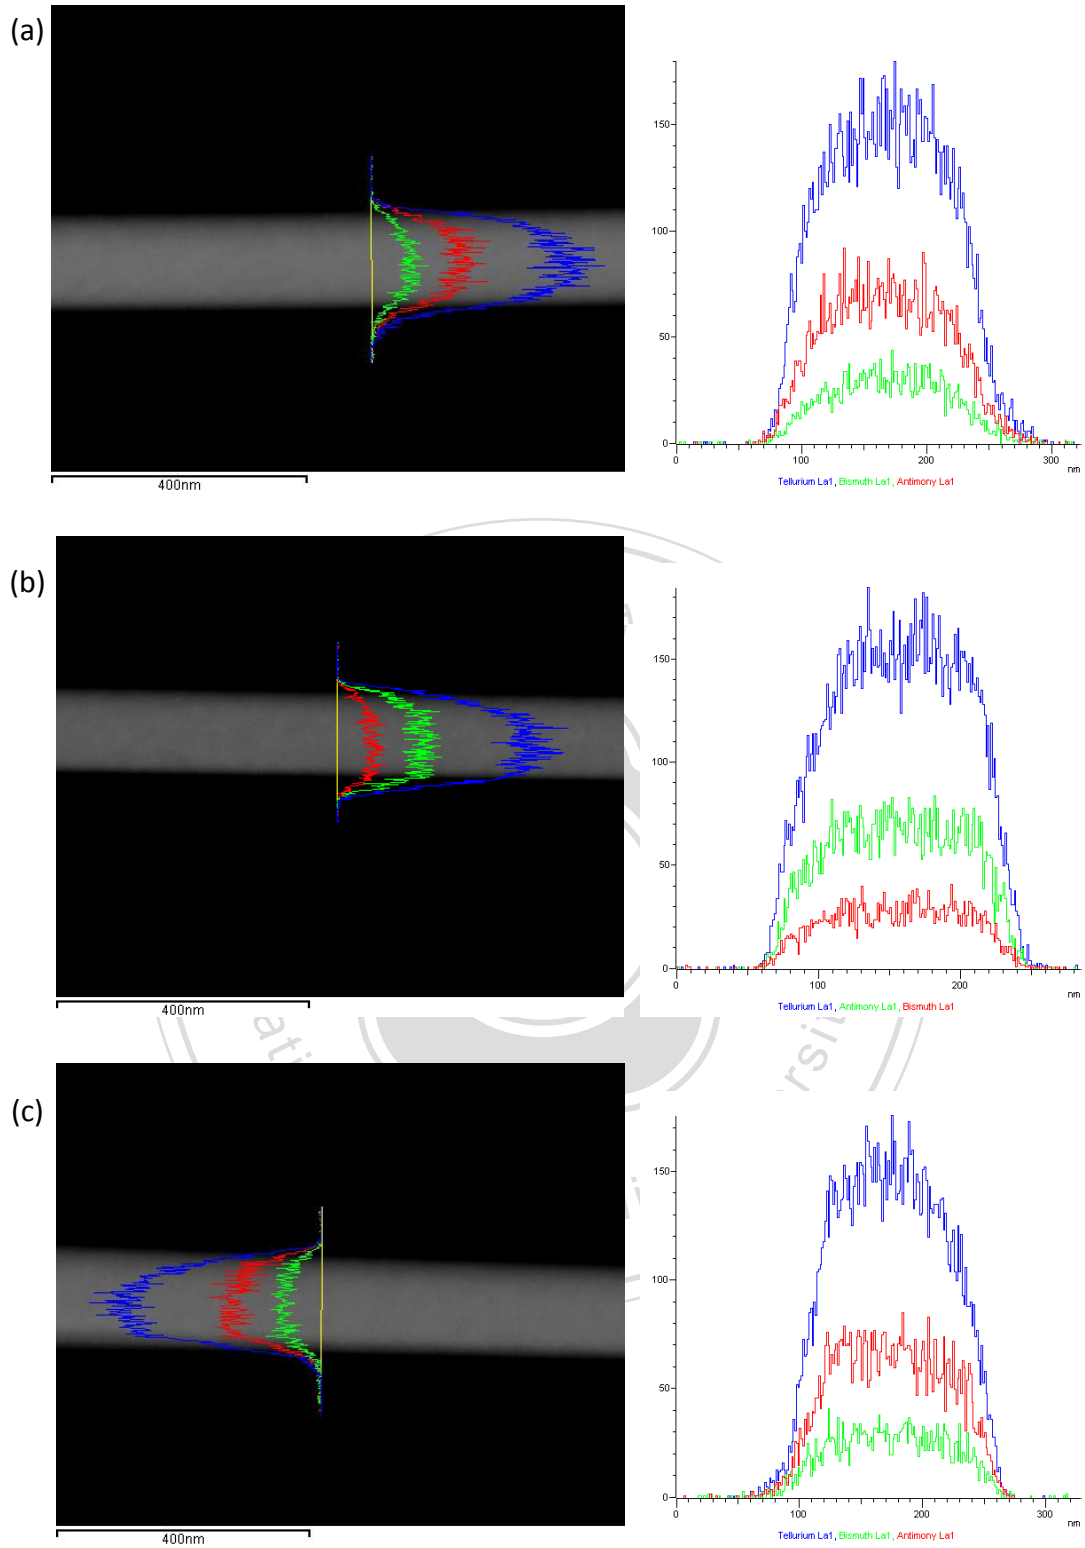 (a)
400nm
150
100
50
0
0 100 200 300
nm
Tellurium La1, Bismuth La1, Antimony La1
(b)
400nm
150
100
50
0
0 100 200
nm
Tellurium La1, Antimony La1, Bismuth La1
(c)
400nm
150
100
50
0
0 100 200 300
nm
Tellurium La1, Bismuth La1, Antimony La1